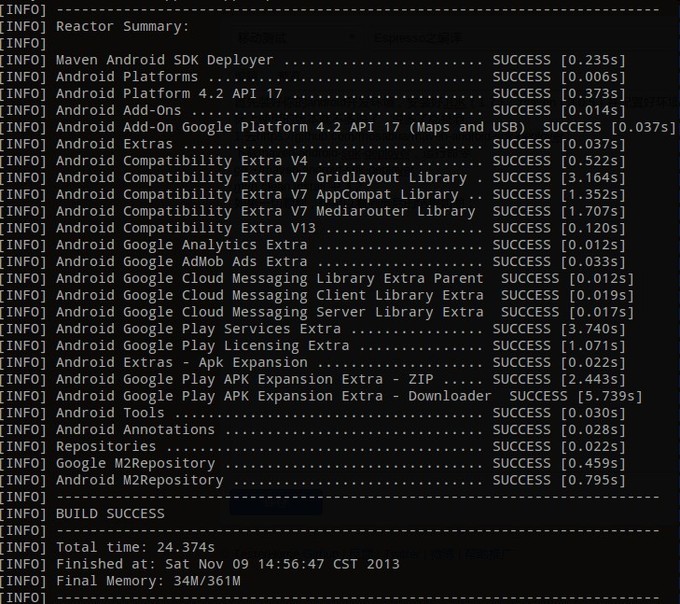 [INFO] ------------------------------------------------------------------------
[INFO] Reactor Summary:
[INFO]
[INFO] Maven Android SDK Deployer ........................ SUCCESS [0.235s]
[INFO] Android Platforms ................................. SUCCESS [0.006s]
[INFO] Android Platform 4.2 API 17 ....................... SUCCESS [0.373s]
[INFO] Android Add-Ons ................................... SUCCESS [0.014s]
[INFO] Android Add-On Google Platform 4.2 API 17 (Maps and USB)  SUCCESS [0.037s]
[INFO] Android Extras .................................... SUCCESS [0.037s]
[INFO] Android Compatibility Extra V4 .................... SUCCESS [0.522s]
[INFO] Android Compatibility Extra V7 Gridlayout Library . SUCCESS [3.164s]
[INFO] Android Compatibility Extra V7 AppCompat Library .. SUCCESS [1.352s]
[INFO] Android Compatibility Extra V7 Mediarouter Library  SUCCESS [1.707s]
[INFO] Android Compatibility Extra V13 ................... SUCCESS [0.120s]
[INFO] Android Google Analytics Extra .................... SUCCESS [0.012s]
[INFO] Android Google AdMob Ads Extra .................... SUCCESS [0.033s]
[INFO] Android Google Cloud Messaging Library Extra Parent  SUCCESS [0.012s]
[INFO] Android Google Cloud Messaging Client Library Extra  SUCCESS [0.019s]
[INFO] Android Google Cloud Messaging Server Library Extra  SUCCESS [0.017s]
[INFO] Android Google Play Services Extra ................ SUCCESS [3.740s]
[INFO] Android Google Play Licensing Extra ............... SUCCESS [1.071s]
[INFO] Android Extras - Apk Expansion .................... SUCCESS [0.022s]
[INFO] Android Google Play APK Expansion Extra - ZIP ..... SUCCESS [2.443s]
[INFO] Android Google Play APK Expansion Extra - Downloader  SUCCESS [5.739s]
[INFO] Android Tools ..................................... SUCCESS [0.030s]
[INFO] Android Annotations ............................... SUCCESS [0.028s]
[INFO] Repositories ...................................... SUCCESS [0.022s]
[INFO] Google M2Repository ............................... SUCCESS [0.459s]
[INFO] Android M2Repository .............................. SUCCESS [0.795s]
[INFO] ------------------------------------------------------------------------
[INFO] BUILD SUCCESS
[INFO] ------------------------------------------------------------------------
[INFO] Total time: 24.374s
[INFO] Finished at: Sat Nov 09 14:56:47 CST 2013
[INFO] Final Memory: 34M/361M
[INFO] ------------------------------------------------------------------------